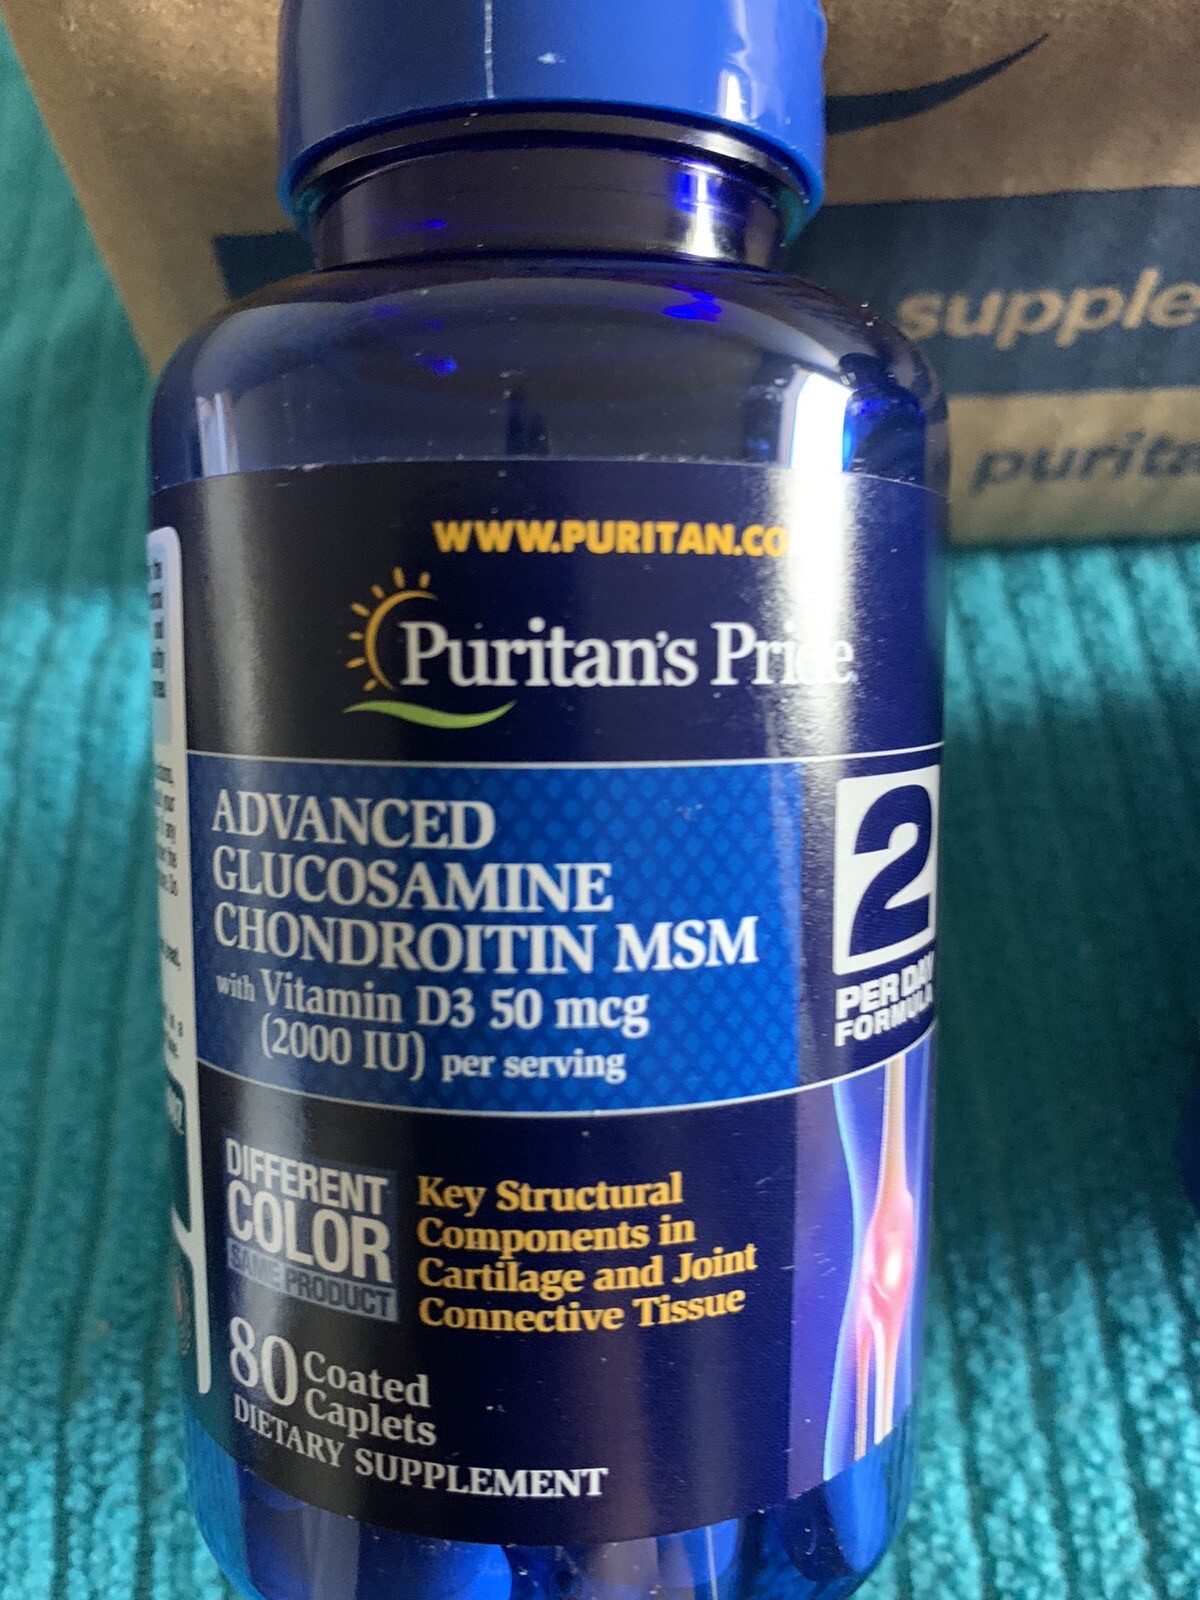 supple
purita
WWW.PURITAN.CO
Puritan's Pride
ADVANCED
GLUCOSAMINE
CHONDROITIN MSM
with Vitamin D3 50 mcg
(2000 IU) per serving
2
PER DAY
FORMULA
DIFFERENT
COLOR
SAME PRODUCT
Key Structural
Components in
Cartilage and Joint
Connective Tissue
80 Coated
Caplets
DIETARY SUPPLEMENT